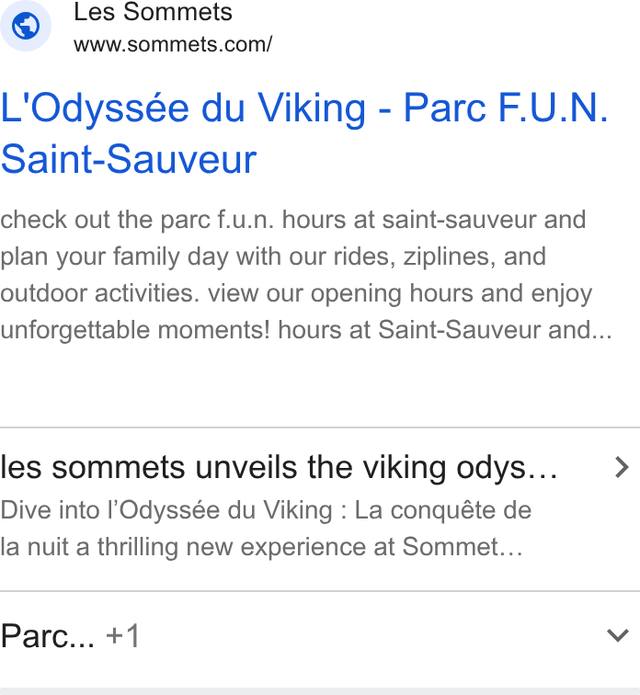 Les Sommets
www.sommets.com/
L'Odyssée du Viking - Parc F.U.N.
Saint-Sauveur
check out the parc f.u.n. hours at saint-sauveur and
plan your family day with our rides, ziplines, and
outdoor activities. view our opening hours and enjoy
unforgettable moments! hours at Saint-Sauveur and...
les sommets unveils the viking odys...
Dive into l’Odyssée du Viking : La conquête de
la nuit a thrilling new experience at Sommet...
Parc... +1